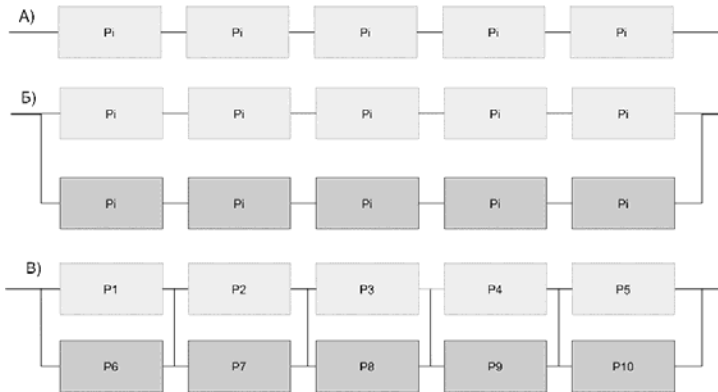 А)
Pi Pi Pi Pi Pi
Б)
Pi Pi Pi Pi Pi
Pi Pi Pi Pi Pi
В)
P1 P2 P3 P4 P5
P6 P7 P8 P9 P10